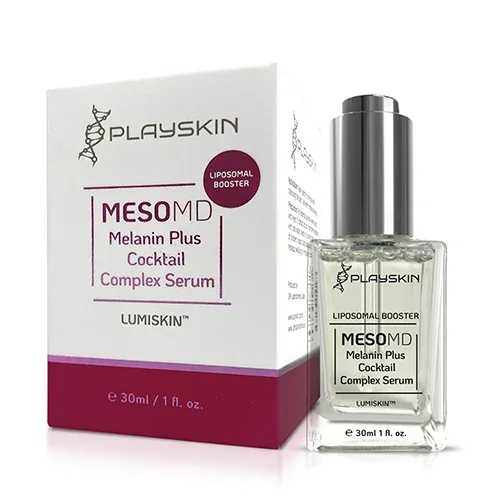 PLAYSKIN
LIPOSOMAL
BOOSTER
MESOMD
Melanin Plus
Cocktail
Complex Serum
LUMISKIN™
℮ 30ml / 1 fl. oz.
PLAYSKIN
LIPOSOMAL BOOSTER
MESOMD
Melanin Plus
Cocktail
Complex Serum
LUMISKIN™
℮ 30ml 1 fl. oz.